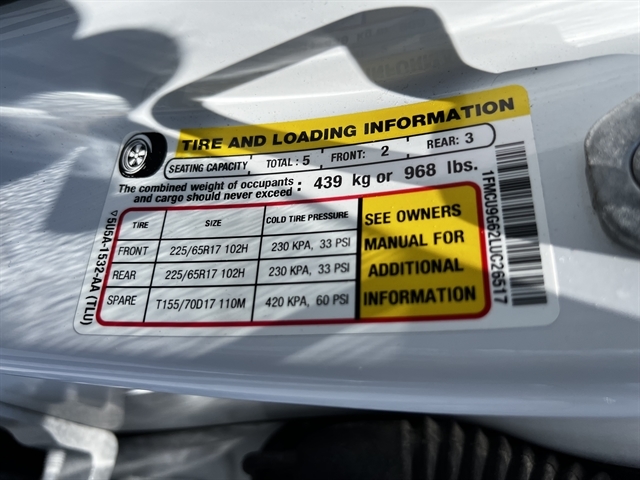 TIRE AND LOADING INFORMATION
SEATING CAPACITY TOTAL: 5 FRONT: 2 REAR: 3
The combined weight of occupants and cargo should never exceed: 439 kg or 968 lbs.
TIRE SIZE COLD TIRE PRESSURE
FRONT 225/65R17 102H 230 KPA, 33 PSI
REAR 225/65R17 102H 230 KPA, 33 PSI
SPARE T155/70D17 110M 420 KPA, 60 PSI
SEE OWNERS
MANUAL FOR
ADDITIONAL
INFORMATION
5U5A-1532-AA (TLU)
1FMCU9G62LUC26517